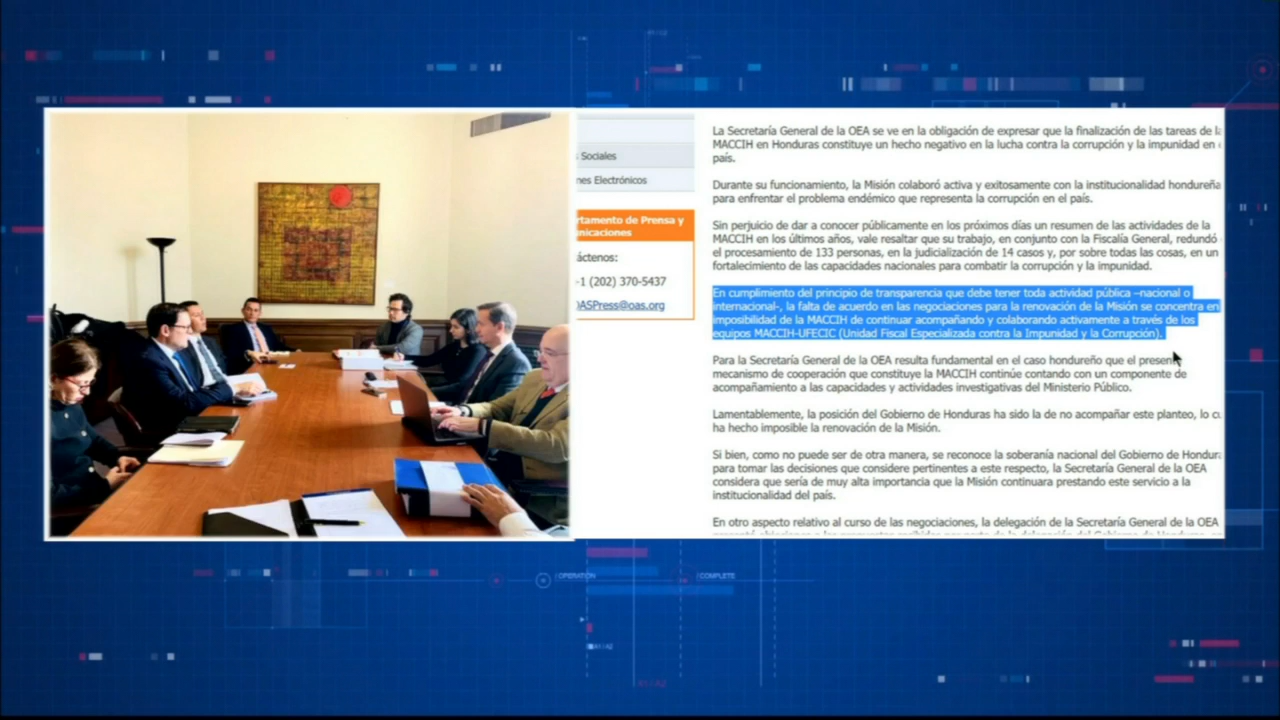 Sociales
nes Electrónicos
rtamento de Prensa y
nicaciones
áctenos:
-1 (202) 370-5437
OASPress@oas.org
La Secretaría General de la OEA se ve en la obligación de expresar que la finalización de las tareas de la
MACCIH en Honduras constituye un hecho negativo en la lucha contra la corrupción y la impunidad en
país.
Durante su funcionamiento, la Misión colaboró activa y exitosamente con la institucionalidad hondureña
para enfrentar el problema endémico que representa la corrupción en el país.
Sin perjuicio de dar a conocer públicamente en los próximos días un resumen de las actividades de la
MACCIH en los últimos años, vale resaltar que su trabajo, en conjunto con la Fiscalía General, redundó
el procesamiento de 133 personas, en la judicialización de 14 casos y, por sobre todas las cosas, en un
fortalecimiento de las capacidades nacionales para combatir la corrupción y la impunidad.
En cumplimiento del principio de transparencia que debe tener toda actividad pública –nacional o
internacional-, la falta de acuerdo en las negociaciones para la renovación de la Misión se concentra en
imposibilidad de la MACCIH de continuar acompañando y colaborando activamente a través de los
equipos MACCIH-UFECIC (Unidad Fiscal Especializada contra la Impunidad y la Corrupción).
Para la Secretaría General de la OEA resulta fundamental en el caso hondureño que el present
mecanismo de cooperación que constituye la MACCIH continúe contando con un componente de
acompañamiento a las capacidades y actividades investigativas del Ministerio Público.
Lamentablemente, la posición del Gobierno de Honduras ha sido la de no acompañar este planteo, lo cu
ha hecho imposible la renovación de la Misión.
Si bien, como no puede ser de otra manera, se reconoce la soberanía nacional del Gobierno de Hondura
para tomar las decisiones que considere pertinentes a este respecto, la Secretaría General de la OEA
considera que sería de muy alta importancia que la Misión continuara prestando este servicio a la
institucionalidad del país.
En otro aspecto relativo al curso de las negociaciones, la delegación de la Secretaría General de la OEA
OPERATION
COMPLETE